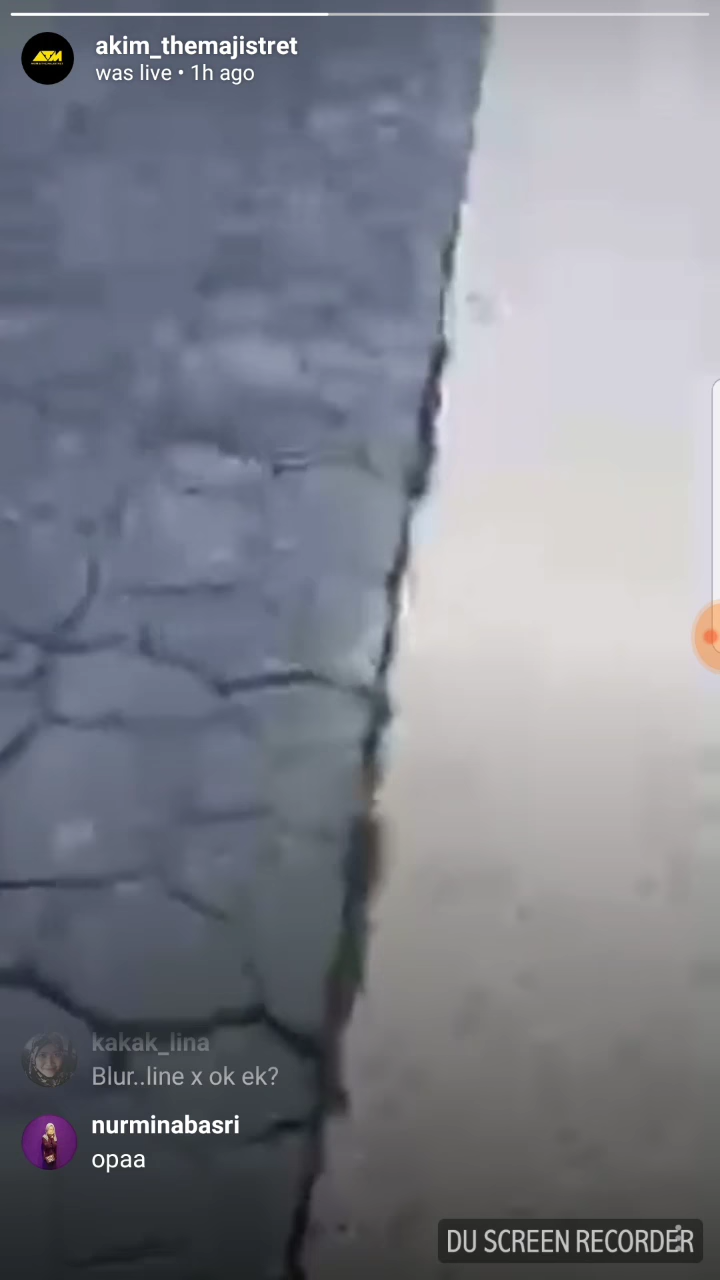 akim_themajistret
was live • 1h ago
kakak_lina
Blur..line x ok ek?
nurminabasri
opaa
DU SCREEN RECORDER